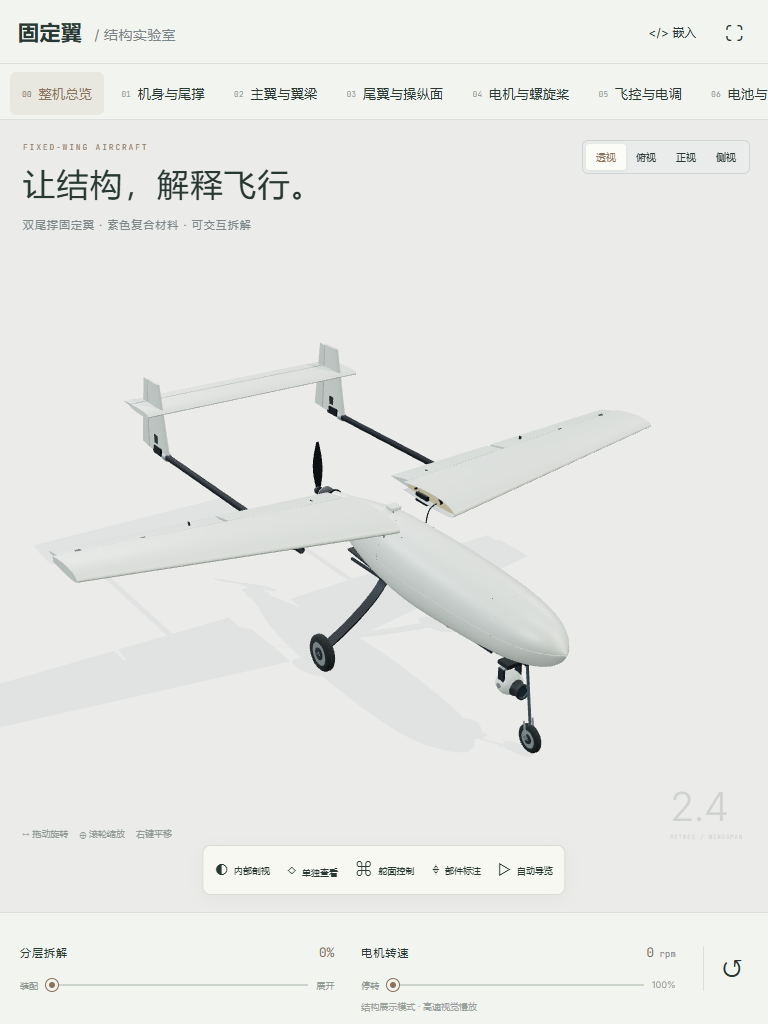 固定翼 / 结构实验室
</> 嵌入
00 整机总览
01 机身与尾撑
02 主翼与翼梁
03 尾翼与操纵面
04 电机与螺旋桨
05 飞控与电调
06 电池与
FIXED-WING AIRCRAFT
让结构，解释飞行。
双尾撑固定翼 · 素色复合材料 · 可交互拆解
透视 俯视 正视 侧视
2.4
METRES / WINGSPAN
拖动旋转 滚轮缩放 右键平移
内部剖视 单独查看 舵面控制 部件标注 自动导览
分层拆解 0%
装配 展开
电机转速 0 rpm
停转 100%
结构展示模式 · 高速视觉慢放